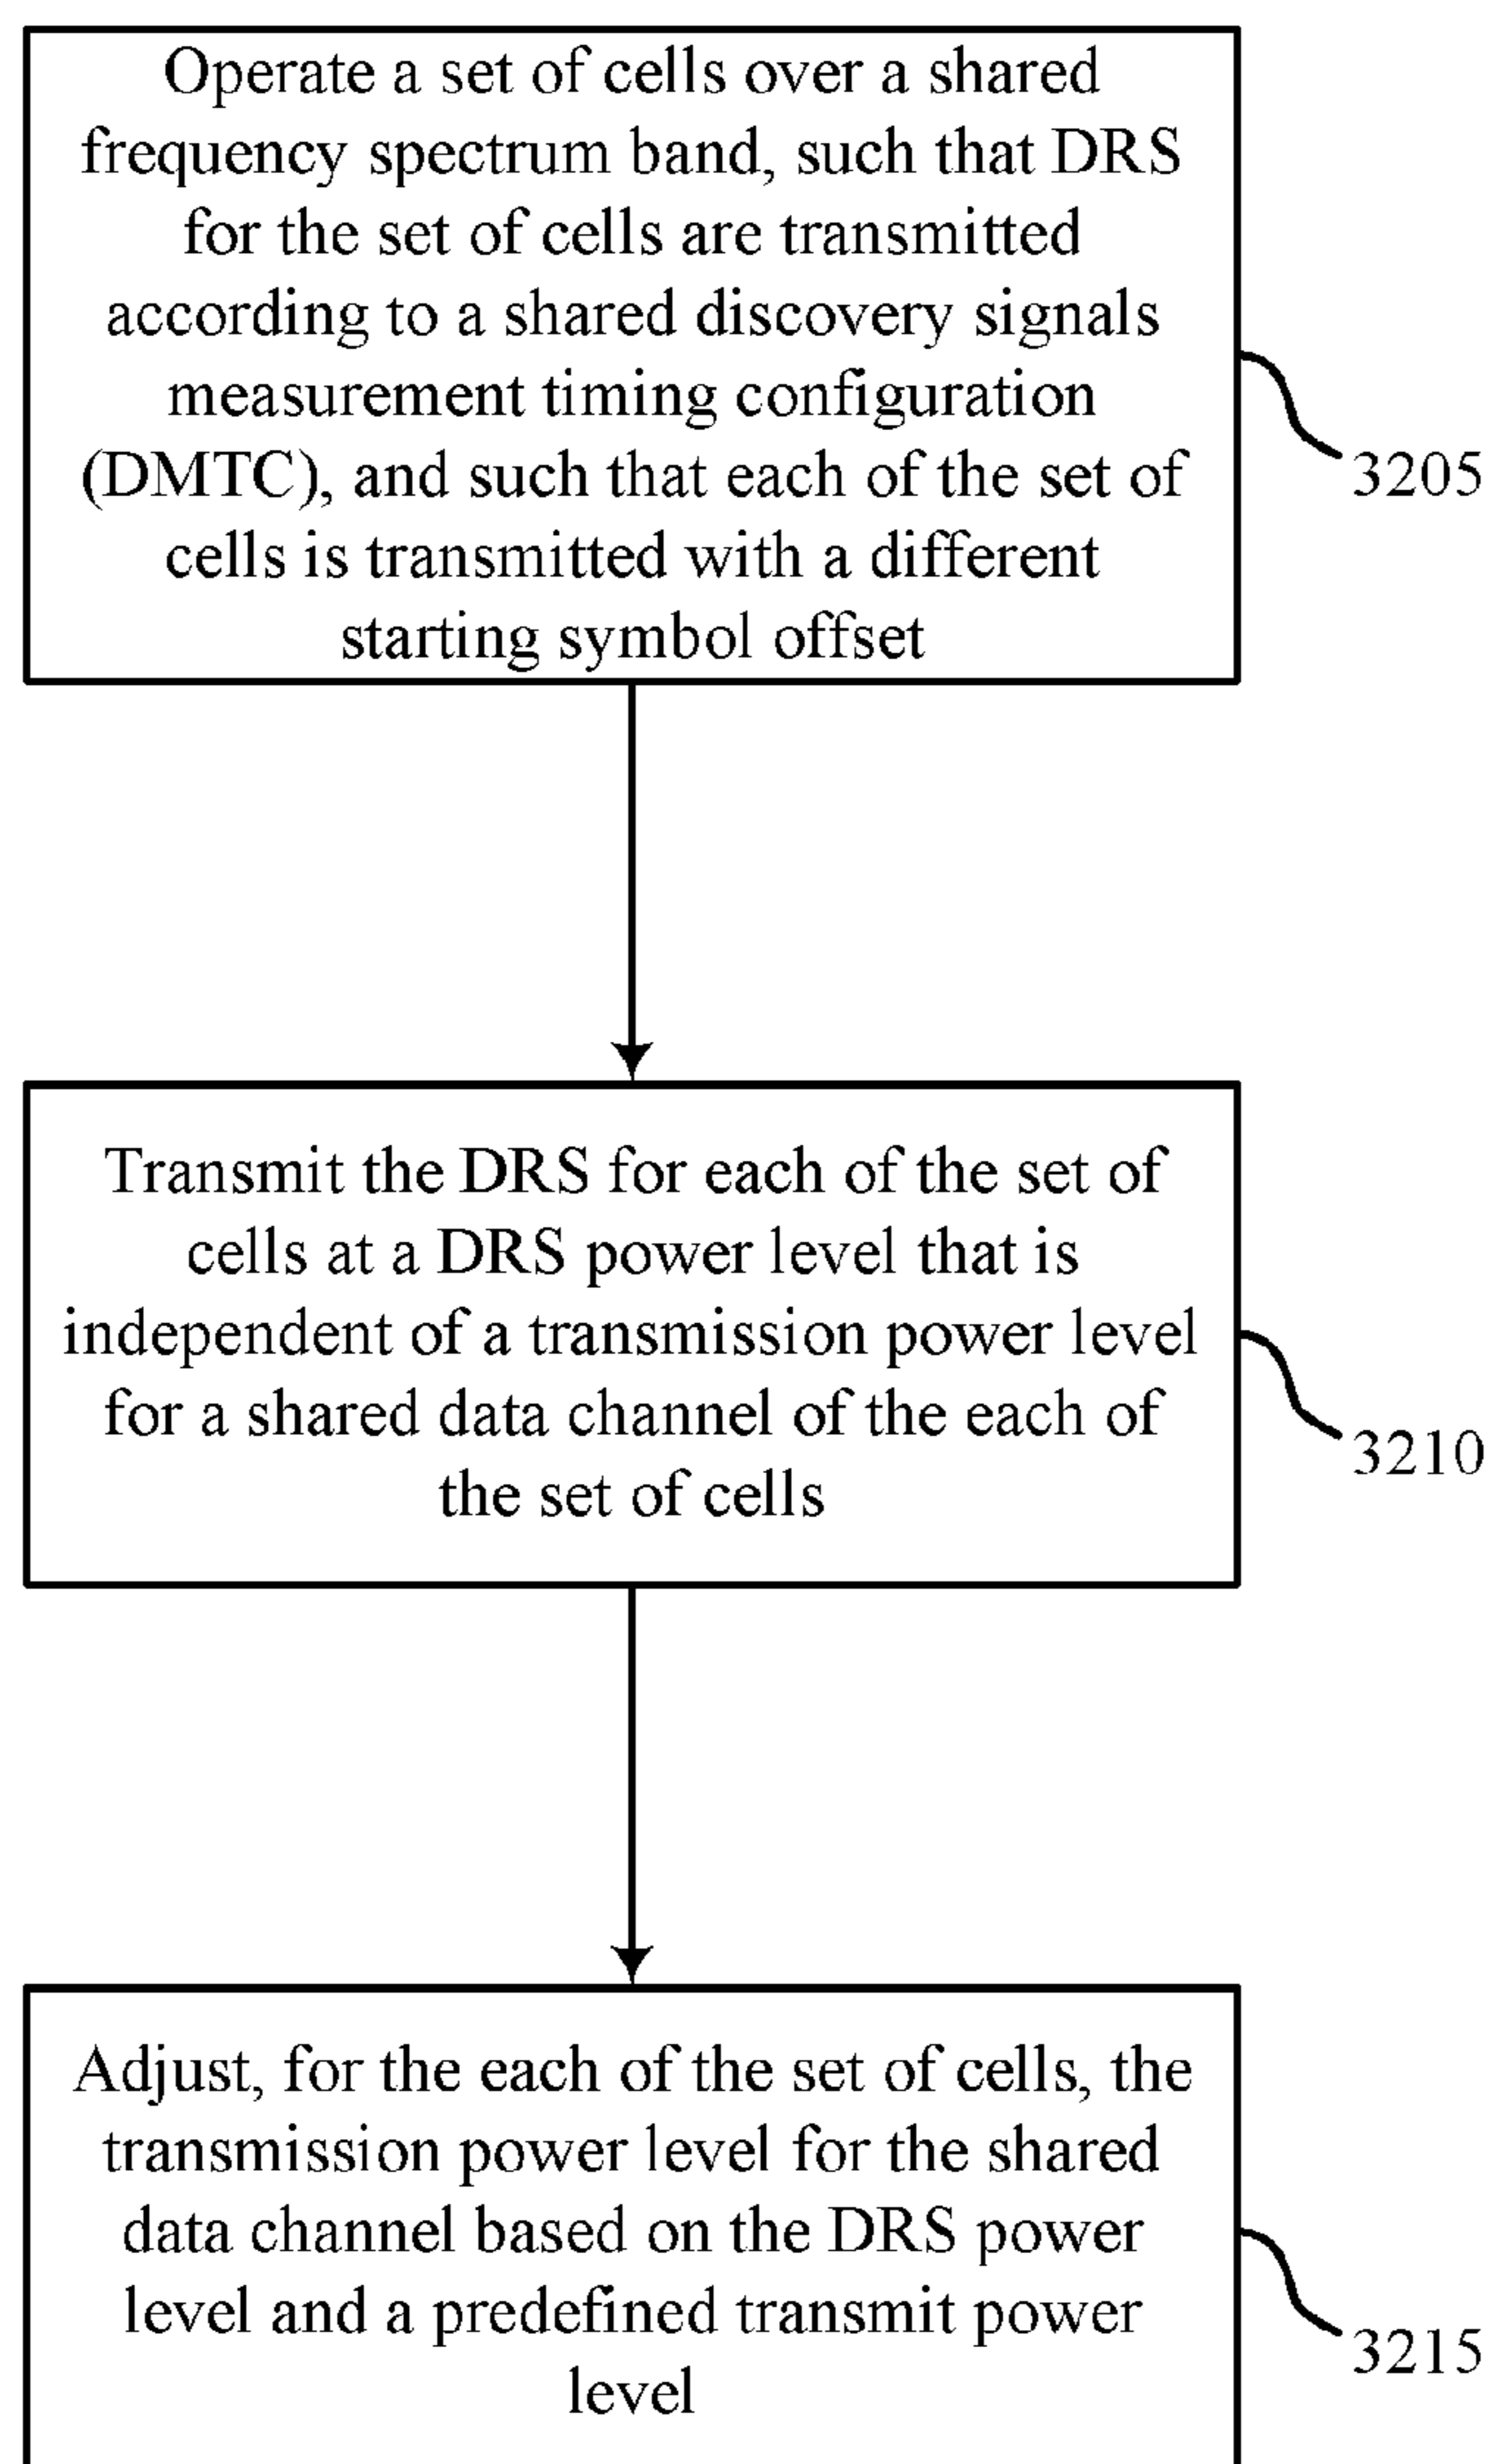 Operate a set of cells over a shared
frequency spectrum band, such that DRS
for the set of cells are transmitted
according to a shared discovery signals
measurement timing configuration
(DMTC), and such that each of the set of
cells is transmitted with a different
starting symbol offset
3205
Transmit the DRS for each of the set of
cells at a DRS power level that is
independent of a transmission power level
for a shared data channel of the each of
the set of cells
3210
Adjust, for the each of the set of cells, the
transmission power level for the shared
data channel based on the DRS power
level and a predefined transmit power
level
3215